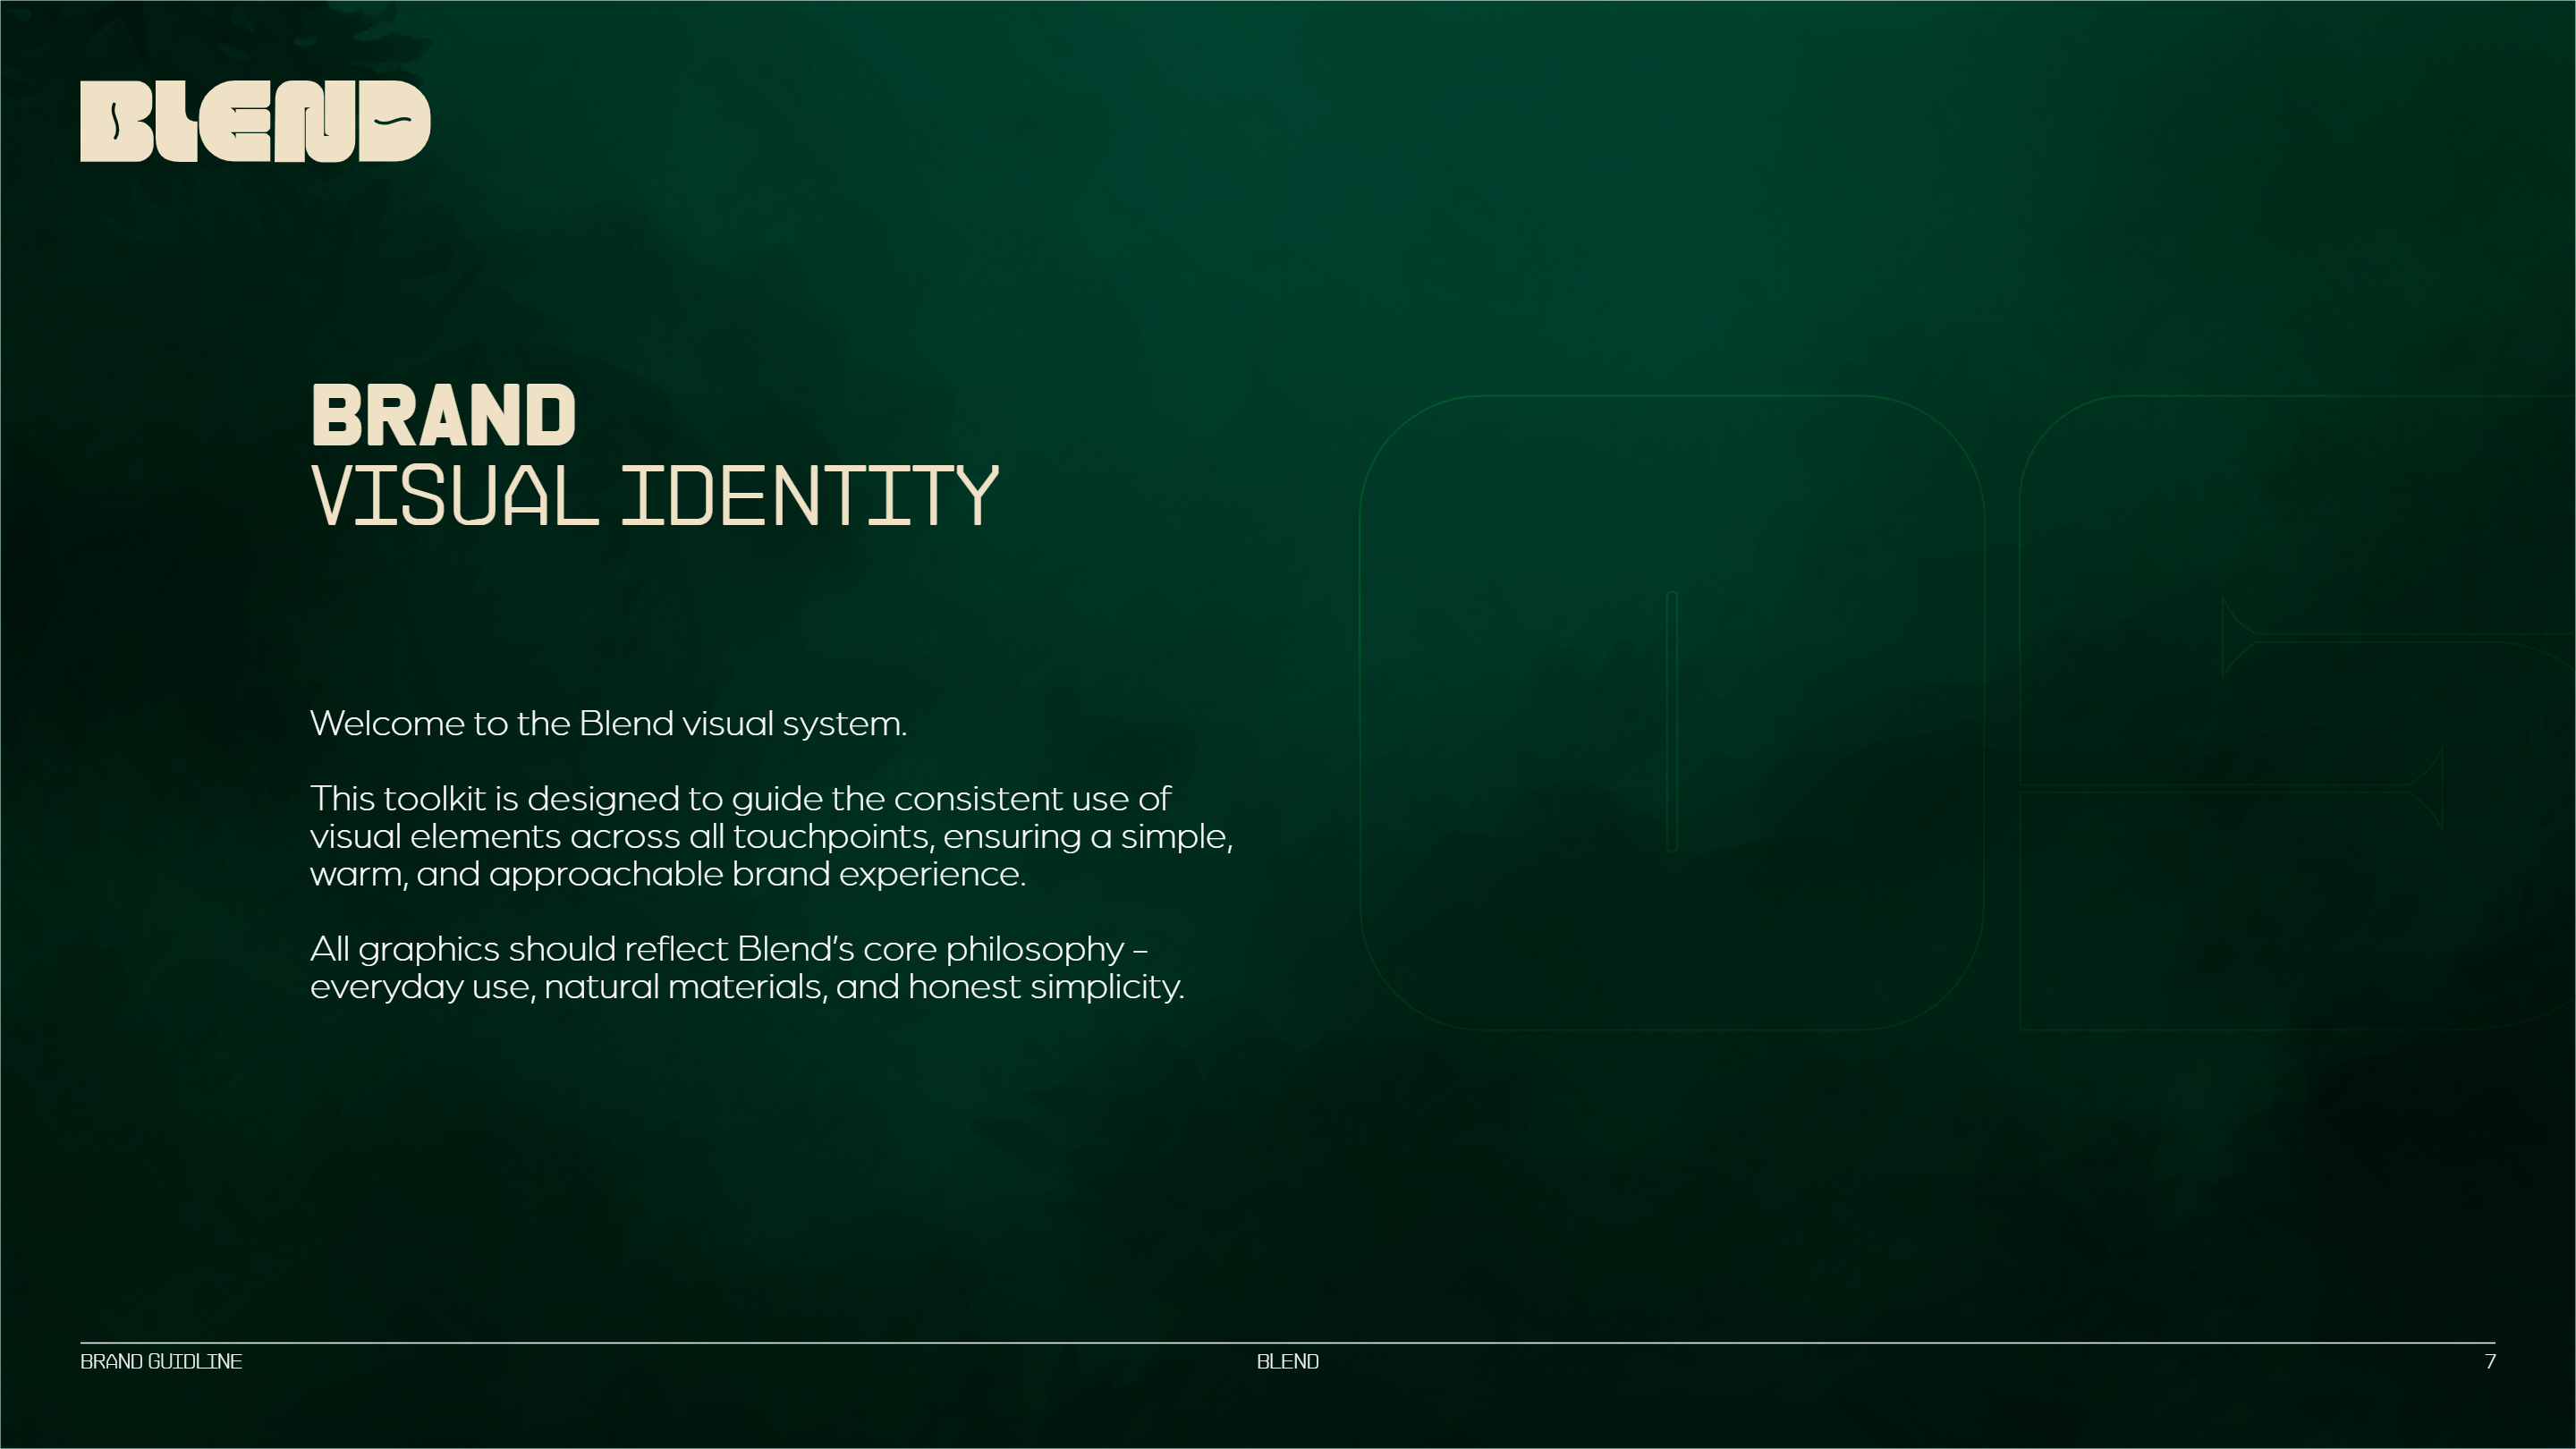 BLEND
BRAND
VISUAL IDENTITY
Welcome to the Blend visual system.
This toolkit is designed to guide the consistent use of
visual elements across all touchpoints, ensuring a simple,
warm, and approachable brand experience.
All graphics should reflect Blend’s core philosophy –
everyday use, natural materials, and honest simplicity.
02
BRAND GUIDLINE
BLEND
7